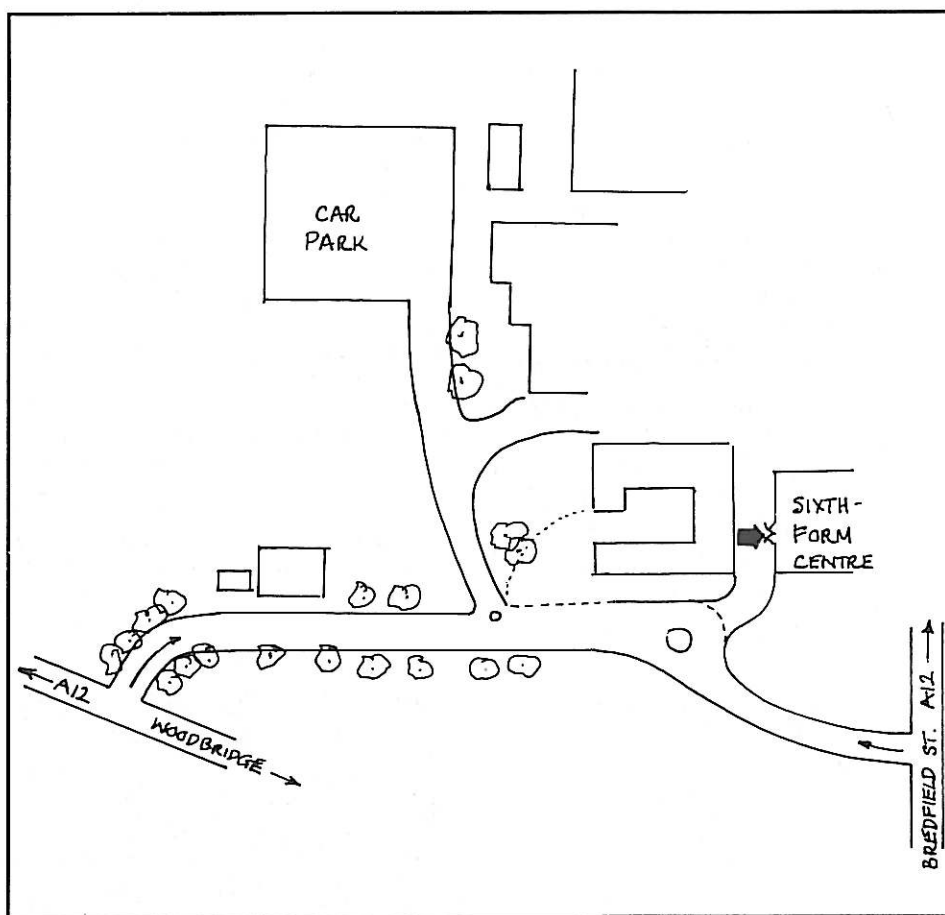 CAR
PARK
SIXTH-
FORM
CENTRE
A12
WOODBRIDGE
BREDFIELD ST. A12